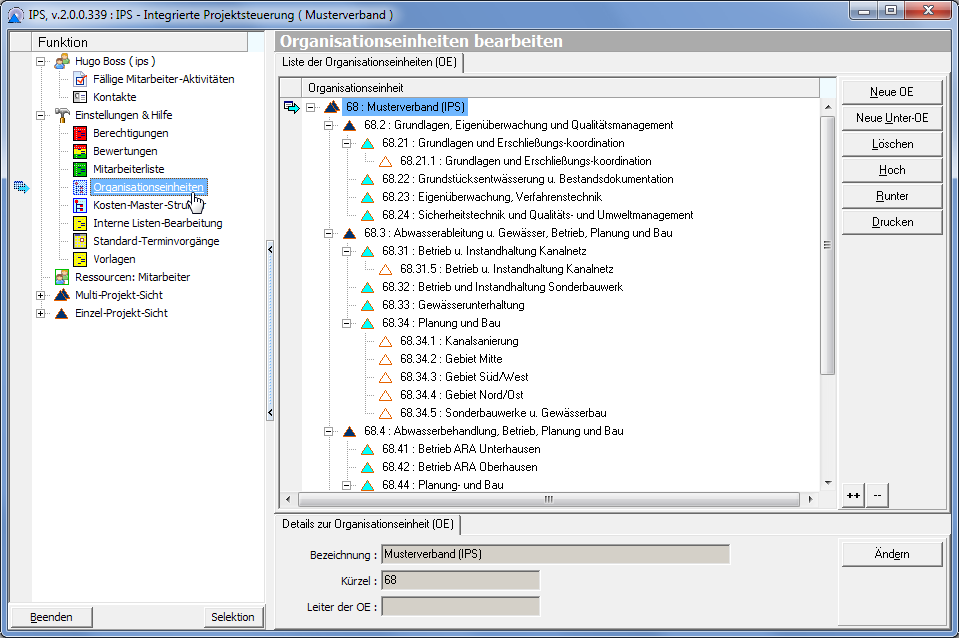 IPS, v.2.0.0.339 : IPS - Integrierte Projektsteuerung ( Musterverband )
Funktion
Hugo Boss ( ips )
Fällige Mitarbeiter-Aktivitäten
Kontakte
Einstellungen & Hilfe
Berechtigungen
Bewertungen
Mitarbeiterliste
Organisationseinheiten
Kosten-Master-Struktur
Interne Listen-Bearbeitung
Standard-Terminvorgänge
Vorlagen
Ressourcen: Mitarbeiter
Multi-Projekt-Sicht
Einzel-Projekt-Sicht
Beenden
Selektion
Organisationseinheiten bearbeiten
Liste der Organisationseinheiten (OE)
Organisationseinheit
68 : Musterverband (IPS)
68.2 : Grundlagen, Eigenüberwachung und Qualitätsmanagement
68.21 : Grundlagen und Erschließungs-koordination
68.21.1 : Grundlagen und Erschließungs-koordination
68.22 : Grundstücksentwässerung u. Bestandsdokumentation
68.23 : Eigenüberwachung, Verfahrenstechnik
68.24 : Sicherheitstechnik und Qualitäts- und Umweltmanagement
68.3 : Abwasserableitung u. Gewässer, Betrieb, Planung und Bau
68.31 : Betrieb u. Instandhaltung Kanalnetz
68.31.5 : Betrieb u. Instandhaltung Kanalnetz
68.32 : Betrieb und Instandhaltung Sonderbauwerk
68.33 : Gewässerunterhaltung
68.34 : Planung und Bau
68.34.1 : Kanalsanierung
68.34.2 : Gebiet Mitte
68.34.3 : Gebiet Süd/West
68.34.4 : Gebiet Nord/Ost
68.34.5 : Sonderbauwerke u. Gewässerbau
68.4 : Abwasserbehandlung, Betrieb, Planung und Bau
68.41 : Betrieb ARA Unterhausen
68.42 : Betrieb ARA Oberhausen
68.44 : Planung- und Bau
Neue OE
Neue Unter-OE
Löschen
Hoch
Runter
Drucken
++ --
Details zur Organisationseinheit (OE)
Bezeichnung : Musterverband (IPS)
Kürzel : 68
Leiter der OE :
Ändern